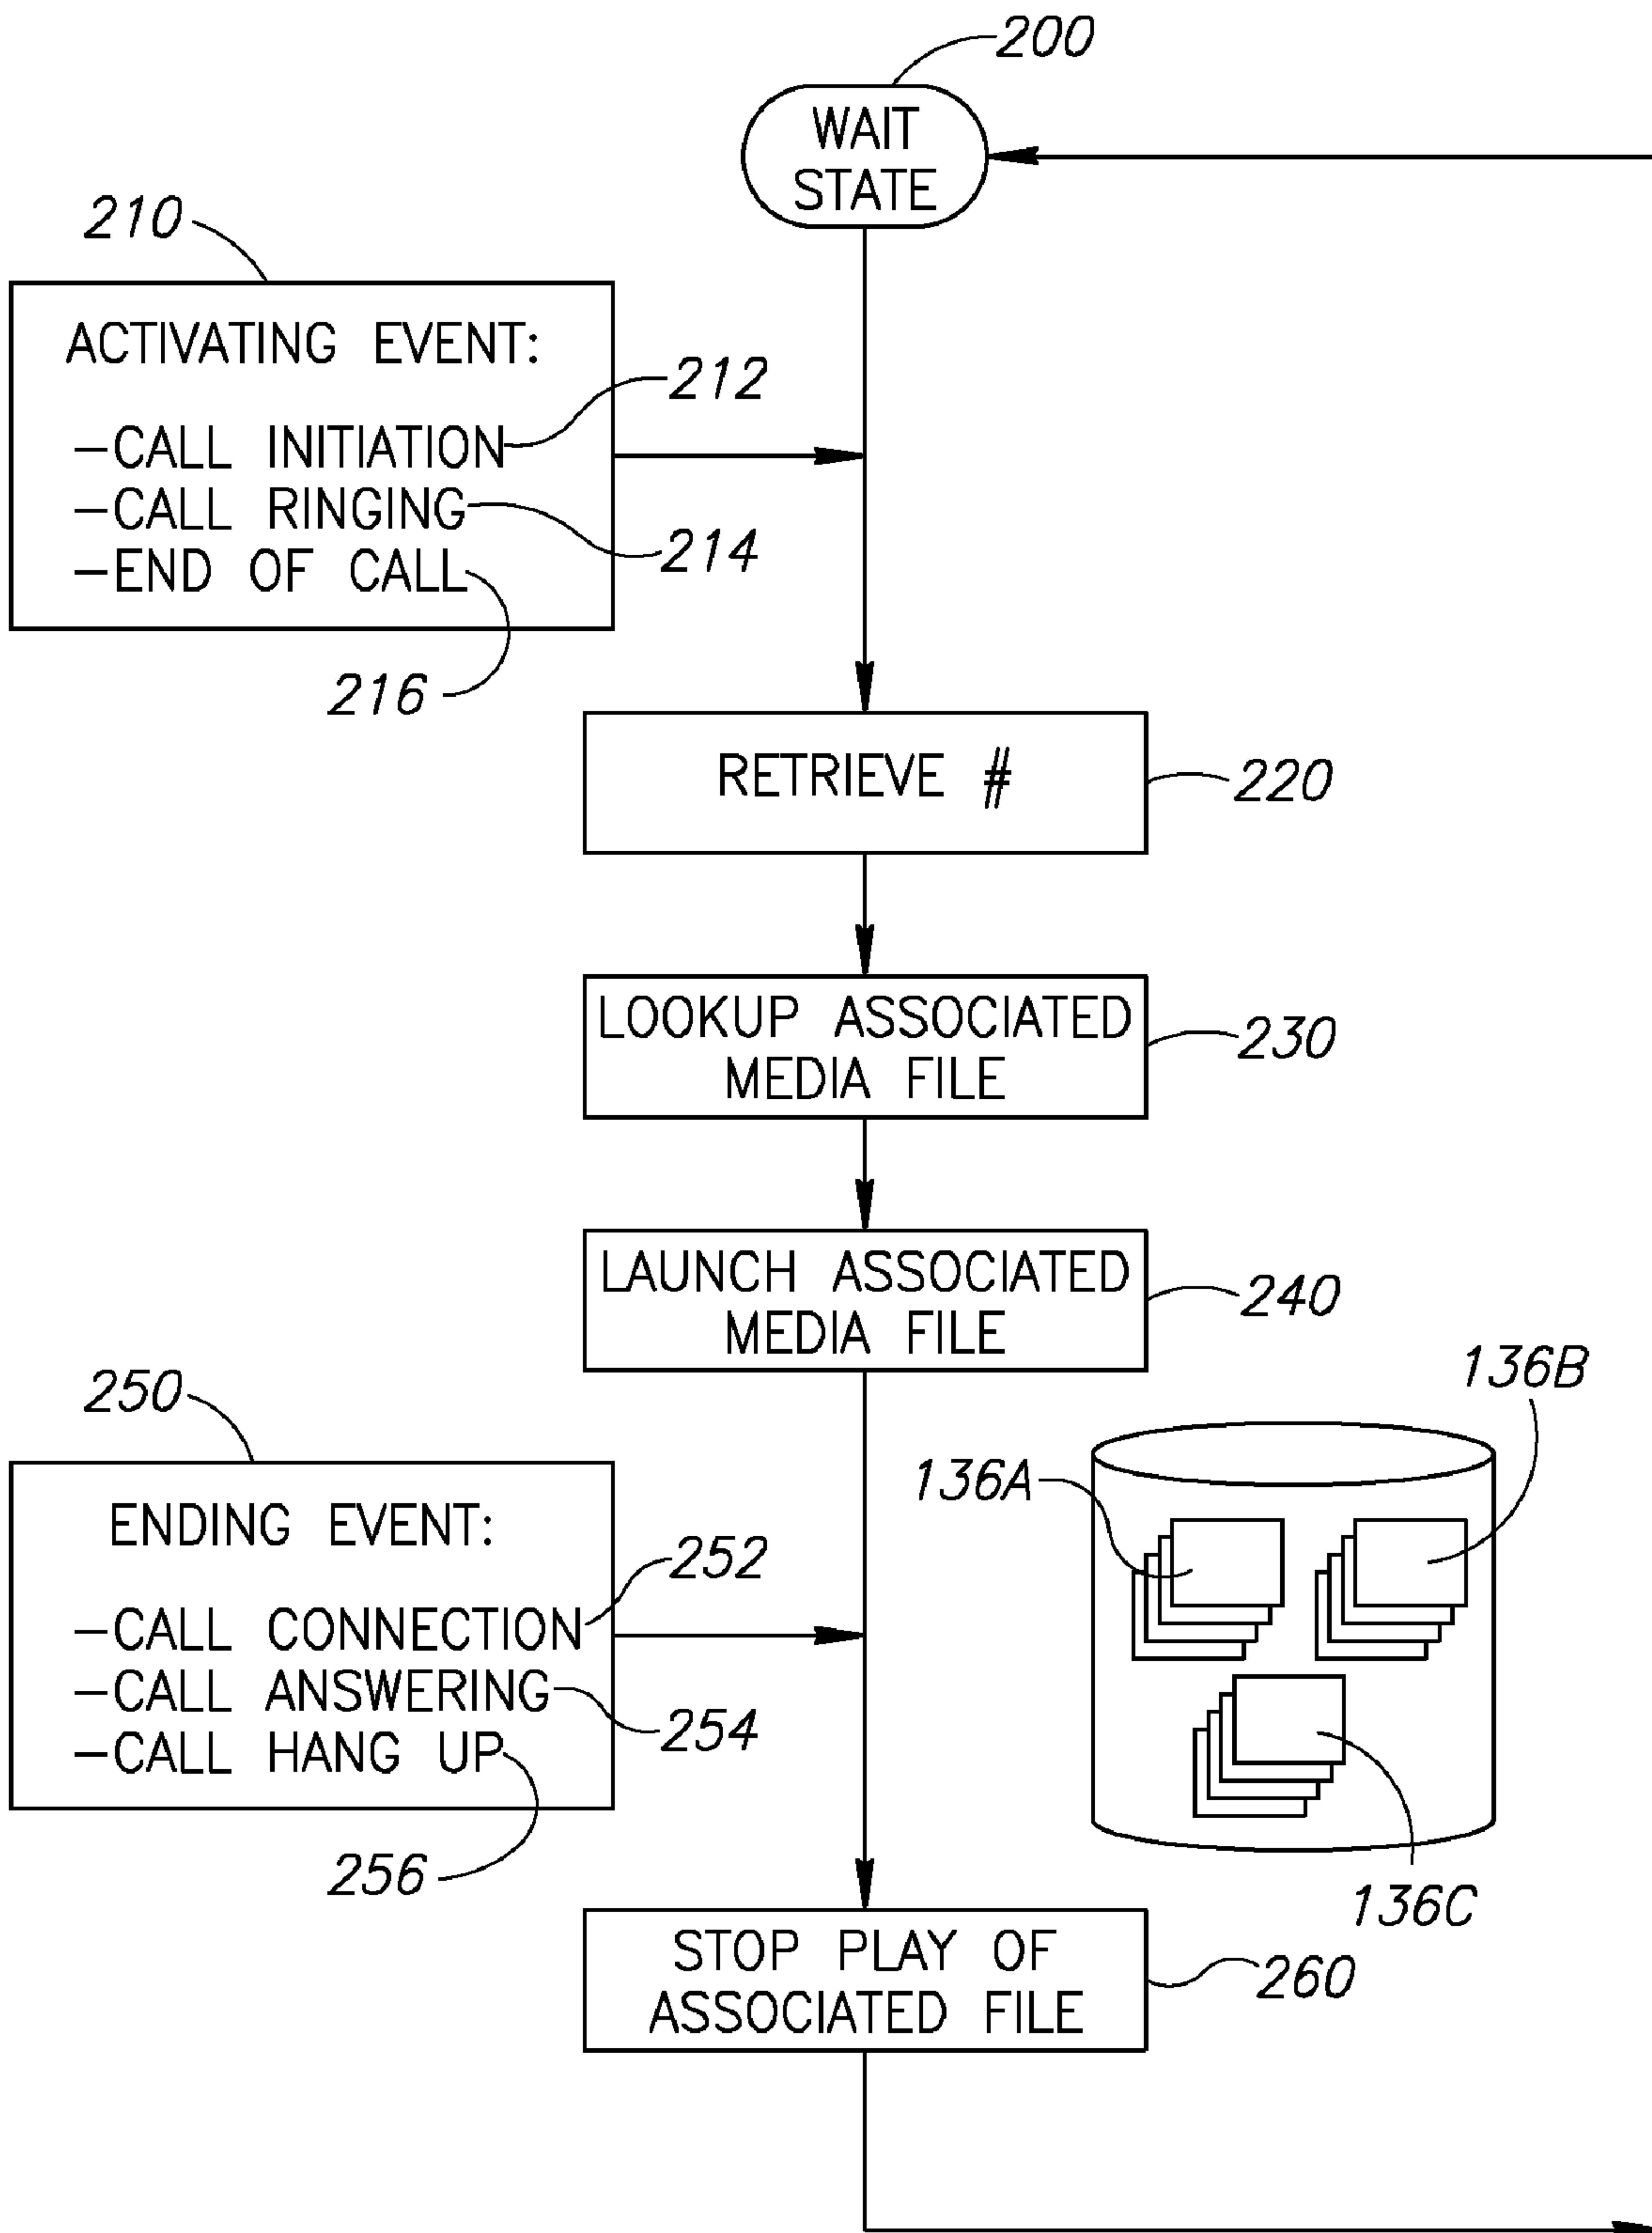 200
WAIT
STATE
210
ACTIVATING EVENT:
-CALL INITIATION
212
-CALL RINGING
214
-END OF CALL
216
RETRIEVE #
220
LOOKUP ASSOCIATED
MEDIA FILE
230
LAUNCH ASSOCIATED
MEDIA FILE
240
250
ENDING EVENT:
-CALL CONNECTION
252
-CALL ANSWERING
254
-CALL HANG UP
256
136A
136B
136C
STOP PLAY OF
ASSOCIATED FILE
260